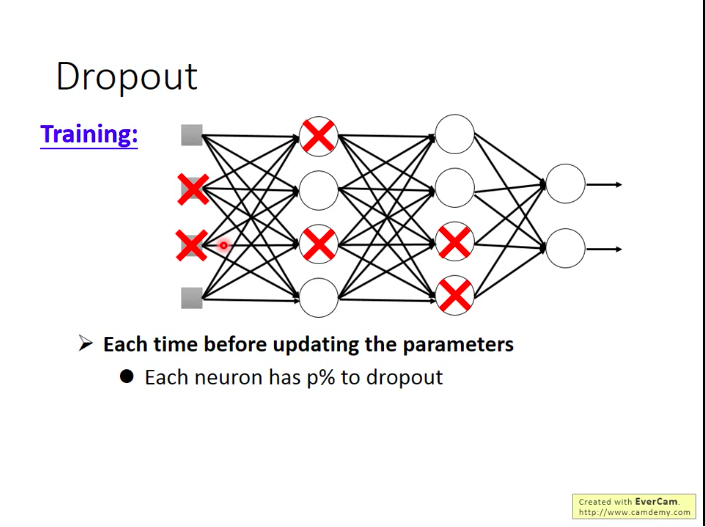 Dropout
Training:
Each time before updating the parameters
Each neuron has p% to dropout
Created with EverCam.
http://www.camdemy.com